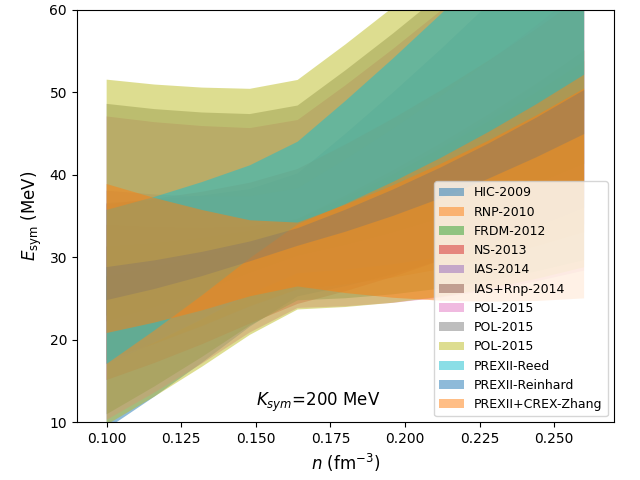 60
50
40
30
20
10
E_sym (MeV)
HIC-2009
RNP-2010
FRDM-2012
NS-2013
IAS-2014
IAS+Rnp-2014
POL-2015
POL-2015
POL-2015
PREXII-Reed
PREXII-Reinhard
PREXII+CREX-Zhang
K_sym=200 MeV
0.100 0.125 0.150 0.175 0.200 0.225 0.250
n (fm⁻³)